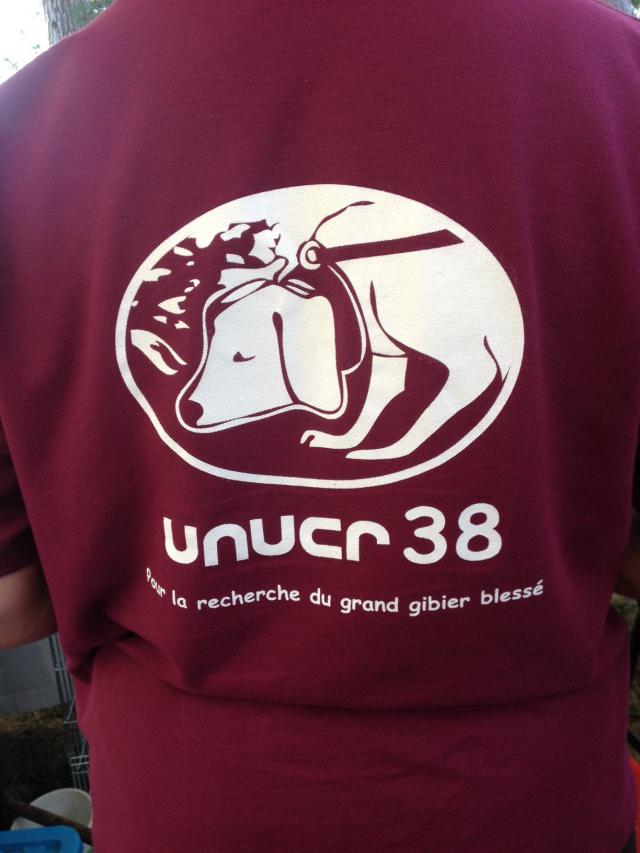 unucr 38
Pour la recherche du grand gibier blessé